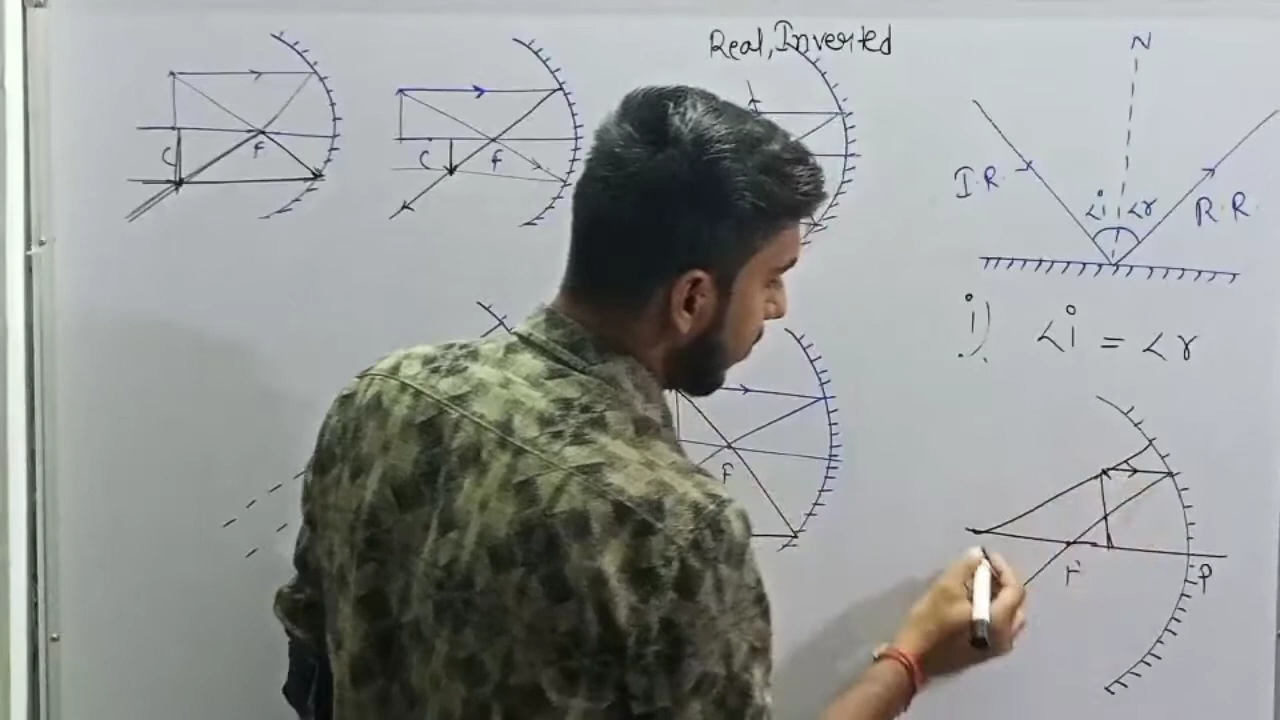 Real, Inverted
C
f
C
f
N
I.R.
∠i
∠r
R.R.
i) ∠i = ∠r
F
F
P